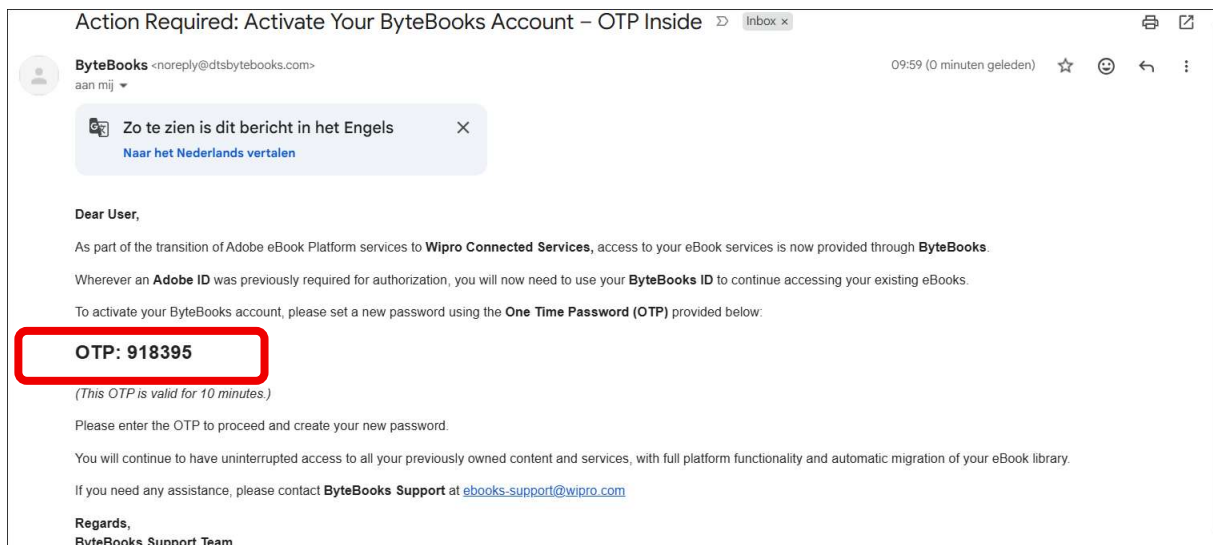 Action Required: Activate Your ByteBooks Account – OTP Inside Inbox ×
ByteBooks <noreply@dtsbytebooks.com> 09:59 (0 minuten geleden)
aan mij
Zo te zien is dit bericht in het Engels
Naar het Nederlands vertalen
Dear User,
As part of the transition of Adobe eBook Platform services to Wipro Connected Services, access to your eBook services is now provided through ByteBooks.
Wherever an Adobe ID was previously required for authorization, you will now need to use your ByteBooks ID to continue accessing your existing eBooks.
To activate your ByteBooks account, please set a new password using the One Time Password (OTP) provided below:
OTP: 918395
(This OTP is valid for 10 minutes.)
Please enter the OTP to proceed and create your new password.
You will continue to have uninterrupted access to all your previously owned content and services, with full platform functionality and automatic migration of your eBook library.
If you need any assistance, please contact ByteBooks Support at ebooks-support@wipro.com
Regards,
ByteBooks Support Team